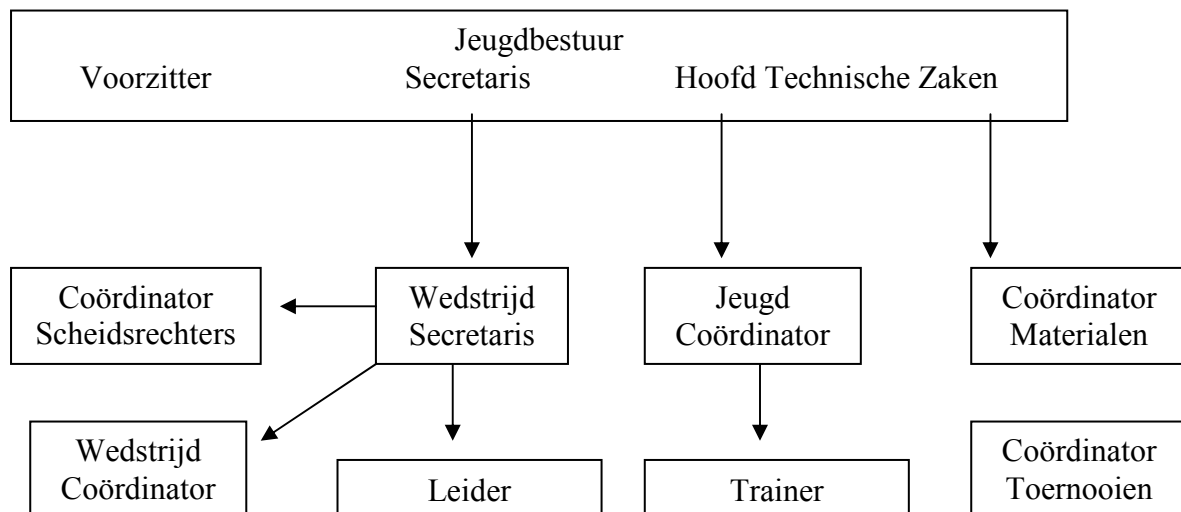 Jeugdbestuur
Voorzitter Secretaris Hoofd Technische Zaken
Coördinator
Scheidsrechters
Wedstrijd
Secretaris
Jeugd
Coördinator
Coördinator
Materialen
Wedstrijd
Coördinator
Leider
Trainer
Coördinator
Toernooien